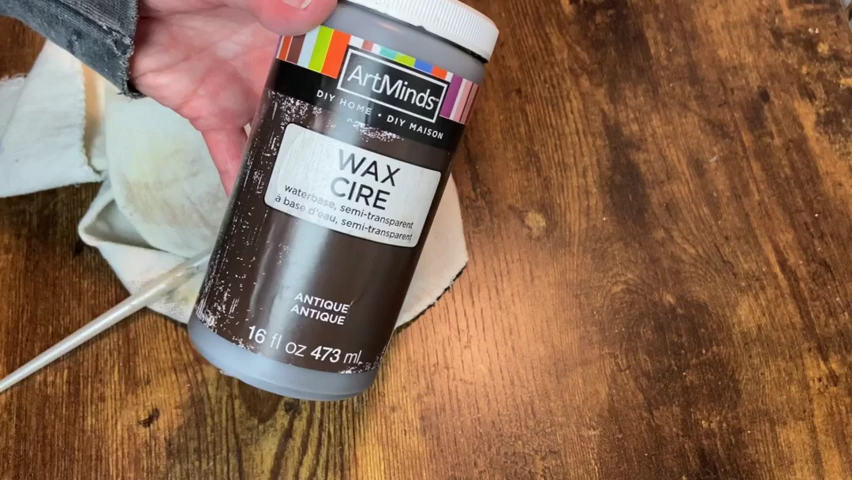 ArtMinds
DIY HOME • DIY MAISON
WAX
CIRE
waterbase, semi-transparent
à base d'eau, semi-transparent
ANTIQUE
ANTIQUE
16 fl oz 473 ml